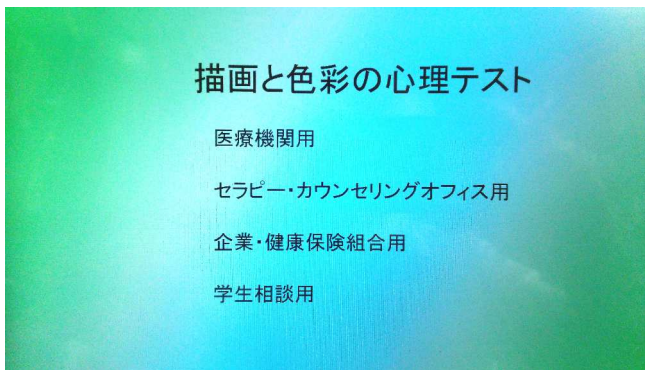 描画と色彩の心理テスト
医療機関用
セラピー・カウンセリングオフィス用
企業・健康保険組合用
学生相談用